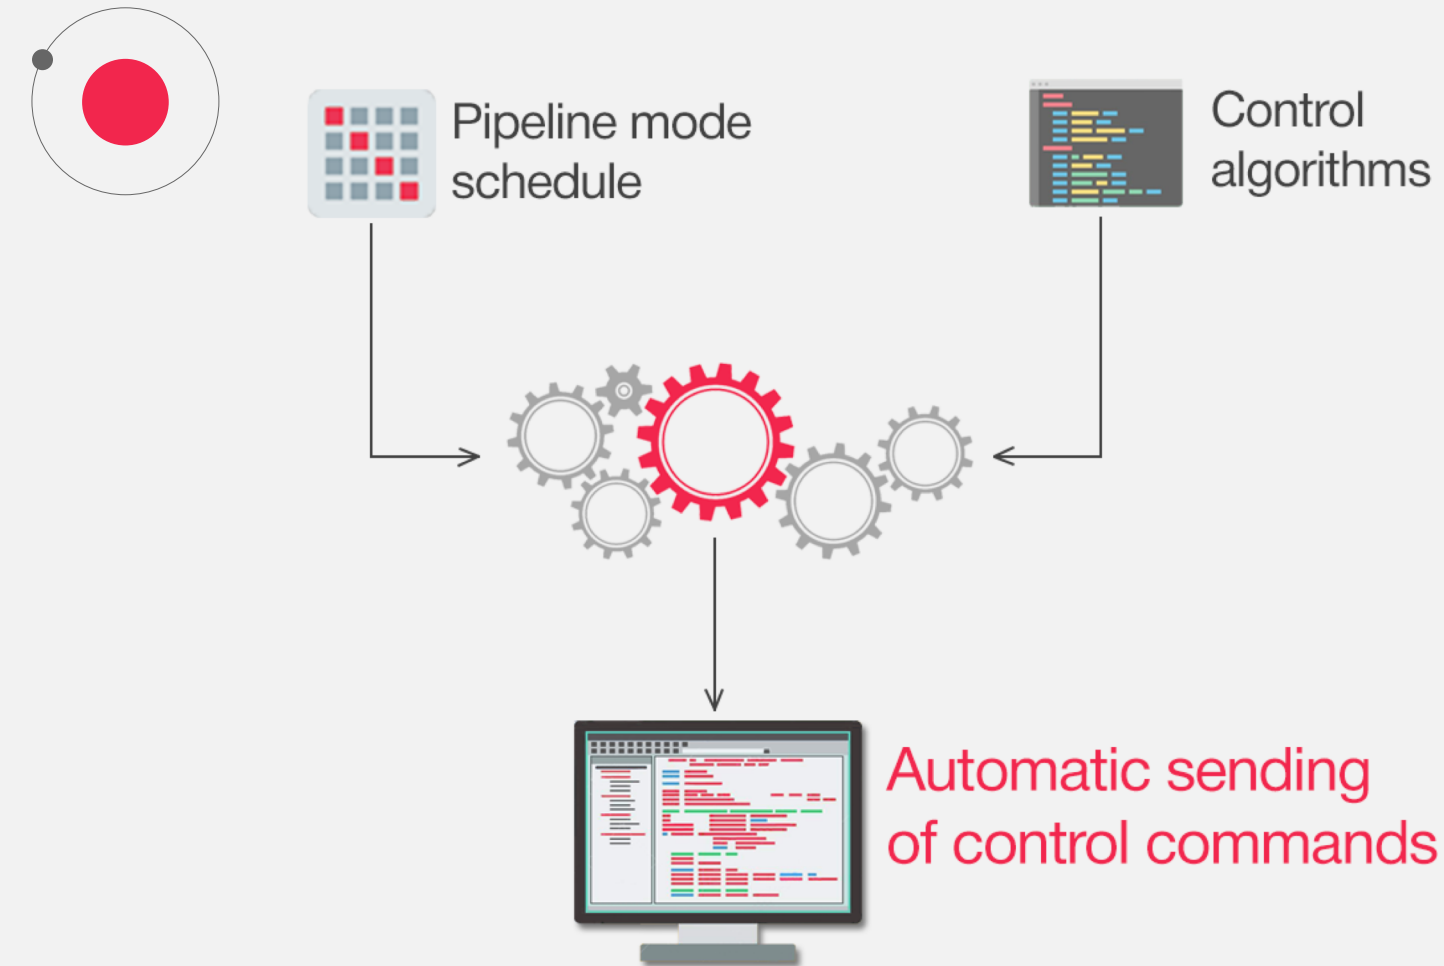 Pipeline mode
schedule
Control
algorithms
Automatic sending
of control commands